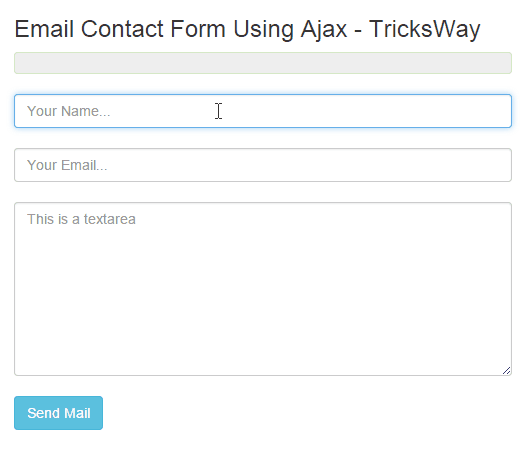 Email Contact Form Using Ajax - TricksWay
Your Name...
Your Email...
This is a textarea
Send Mail